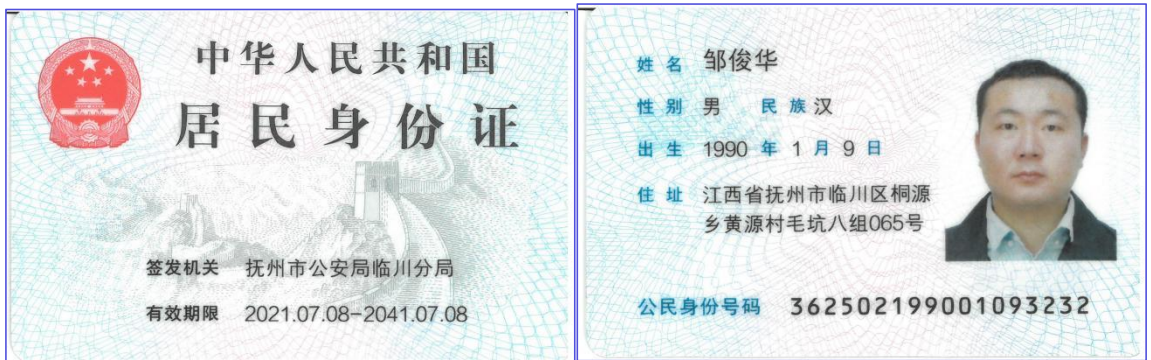 中华人民共和国
居民身份证
签发机关 抚州市公安局临川分局
有效期限 2021.07.08-2041.07.08
姓名 邹俊华
性别 男 民族 汉
出生 1990 年 1 月 9 日
住址 江西省抚州市临川区桐源
乡黄源村毛坑八组065号
公民身份号码 362502199001093232